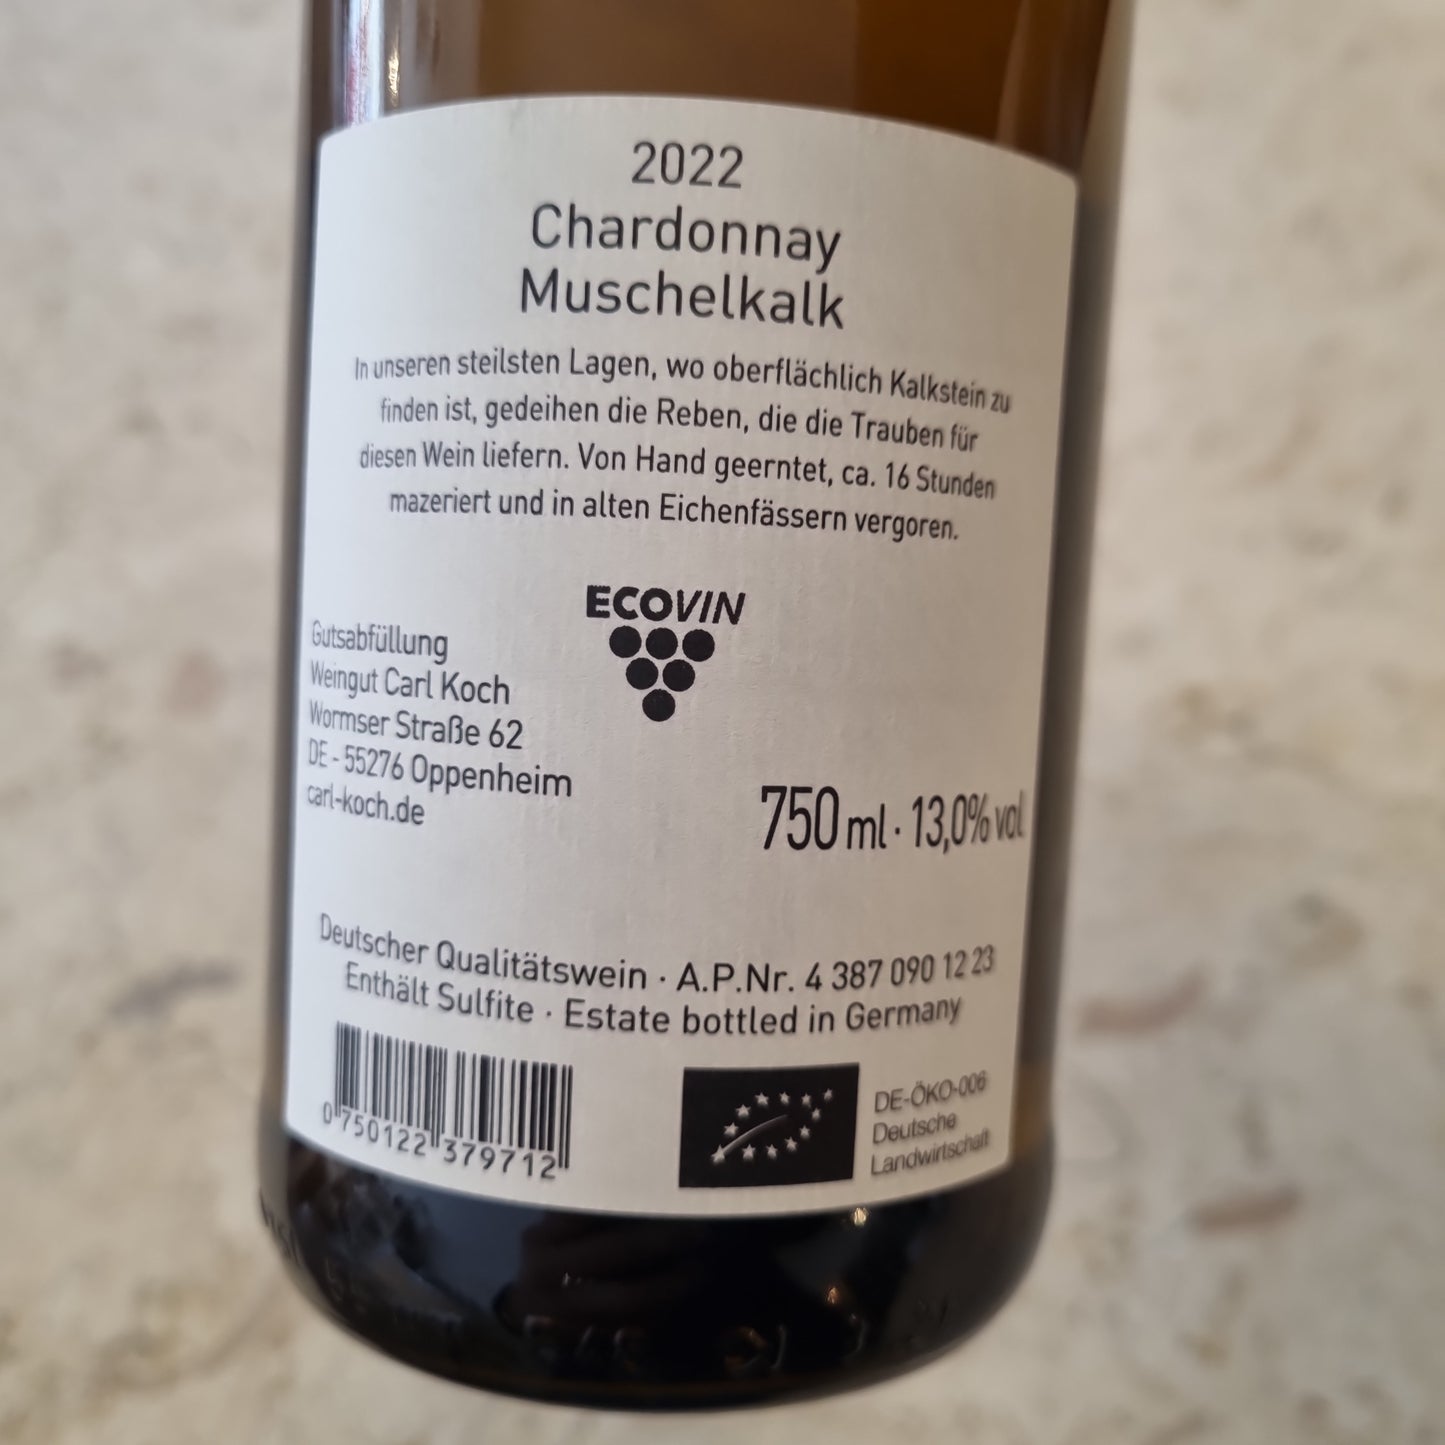 2022
Chardonnay
Muschelkalk
In unseren steilsten Lagen, wo oberflächlich Kalkstein zu
finden ist, gedeihen die Reben, die die Trauben für
diesen Wein liefern. Von Hand geerntet, ca. 16 Stunden
mazeriert und in alten Eichenfässern vergoren.
ECOVIN
Gutsabfüllung
Weingut Carl Koch
Wormser Straße 62
DE - 55276 Oppenheim
carl-koch.de
750 ml · 13,0% vol
Deutscher Qualitätswein · A.P.Nr. 4 387 090 12 23
Enthält Sulfite · Estate bottled in Germany
0 750122 379712
DE-ÖKO-006
Deutsche
Landwirtschaft